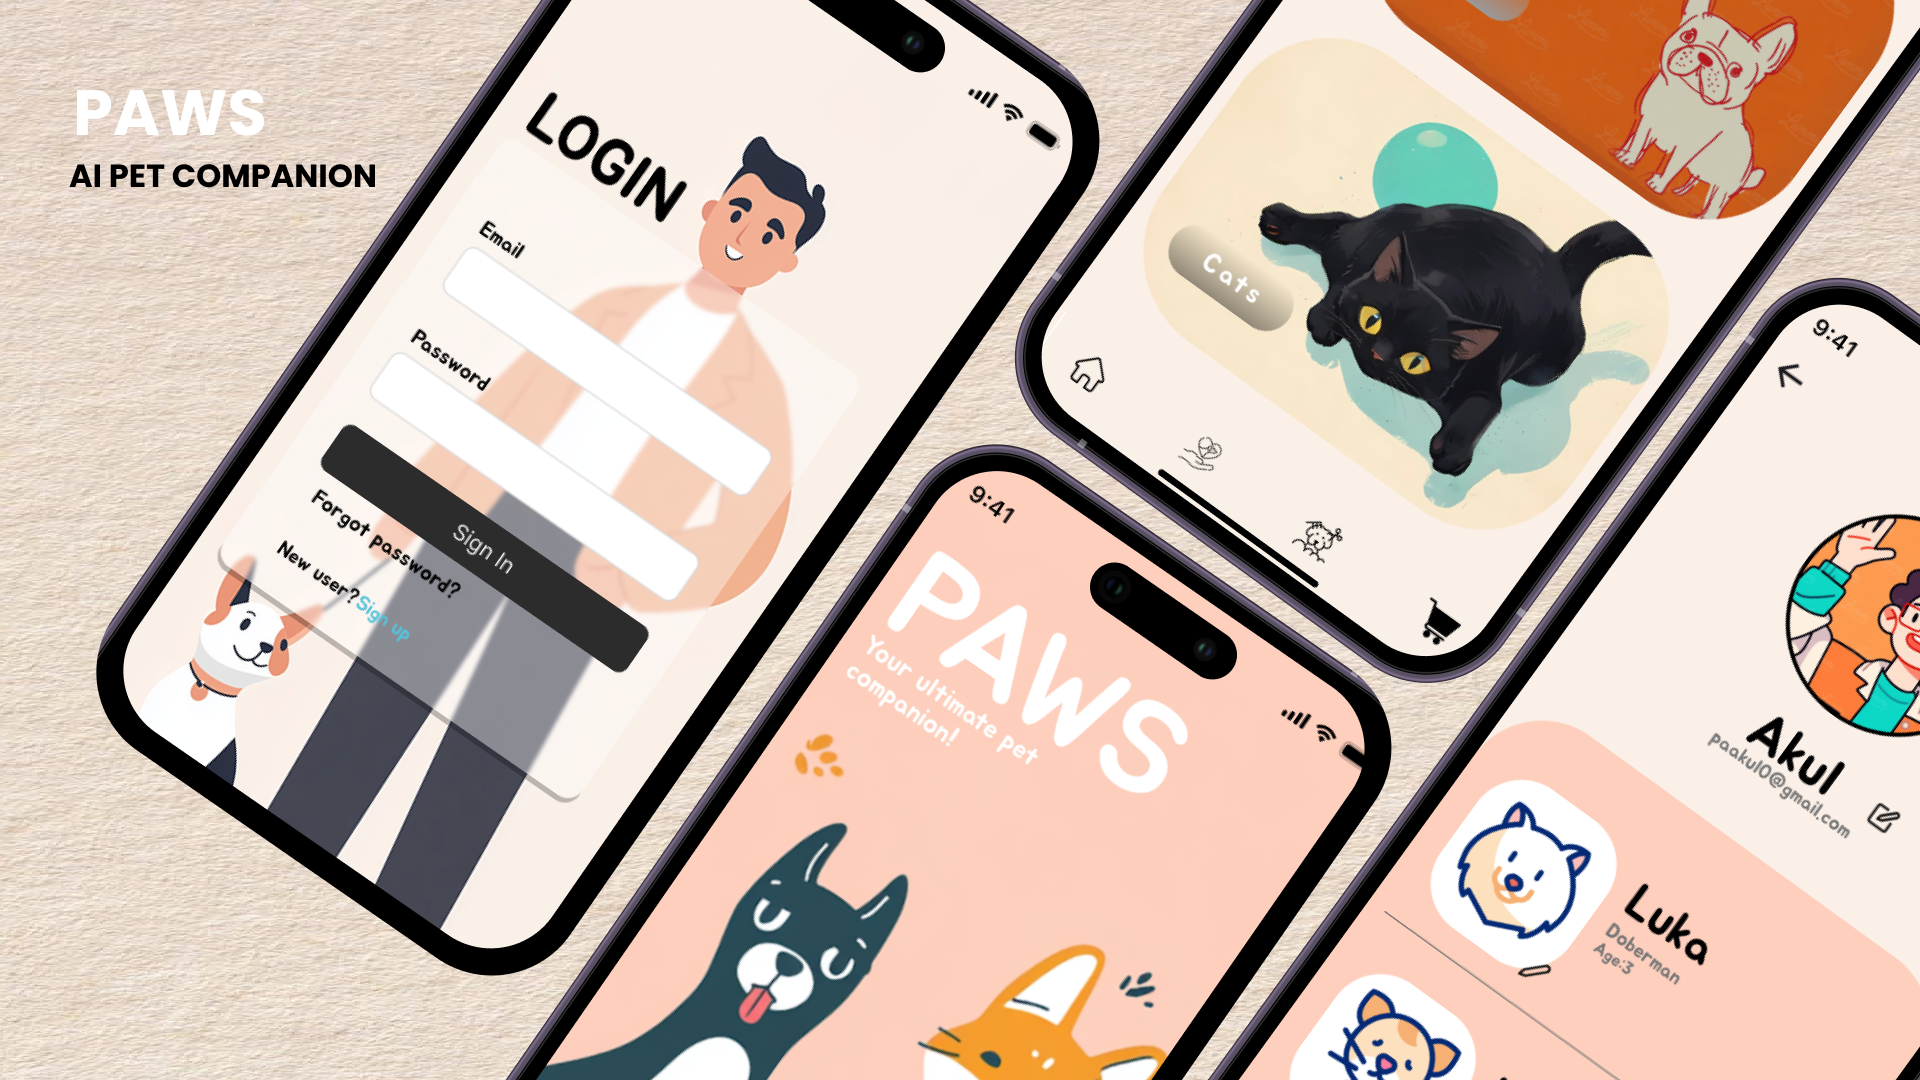 PAWS
AI PET COMPANION
LOGIN
Email
Password
Sign In
Forgot password?
New user? Sign up
Cats
9:41
PAWS
Your ultimate pet
companion!
9:41
Akul
paakul0@gmail.com
Luka
Doberman
Age:3